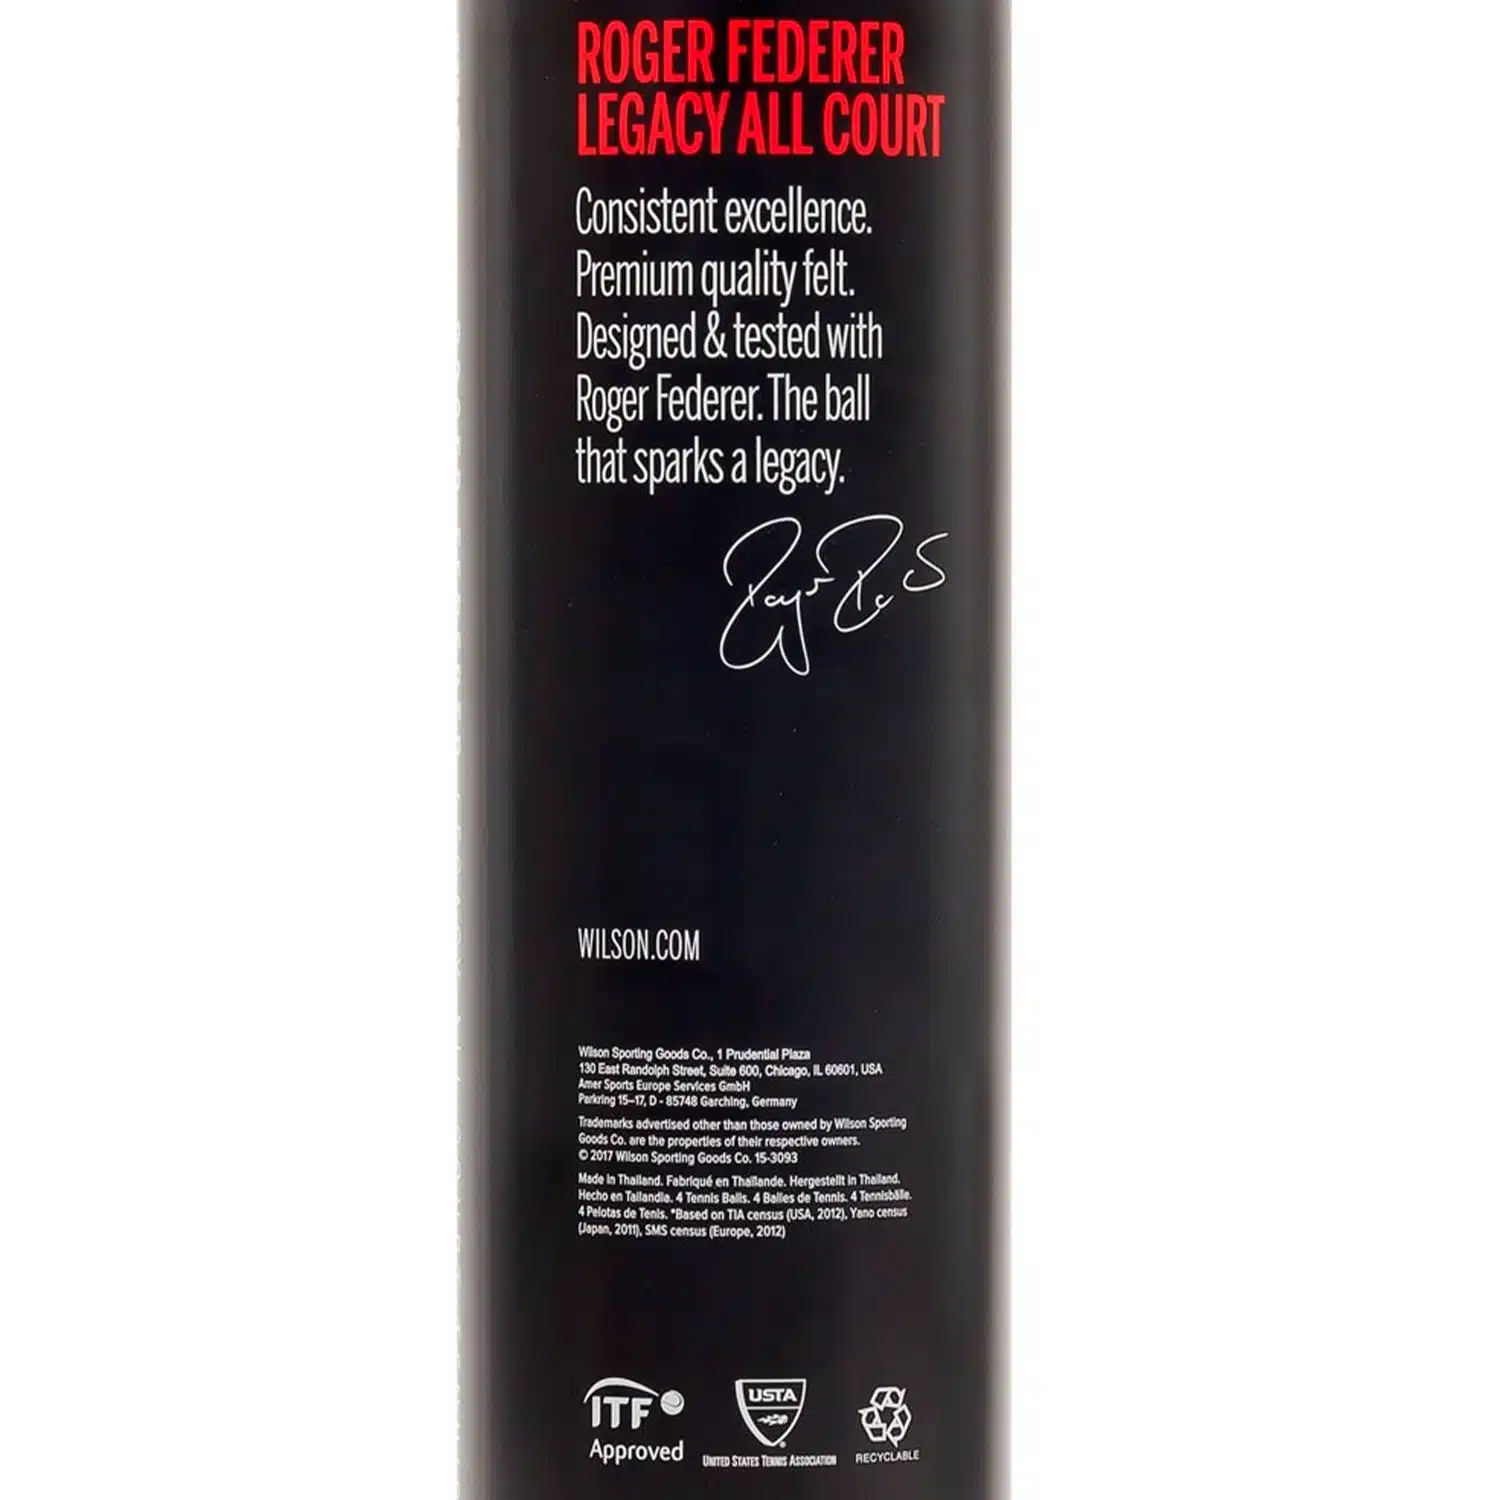 ROGER FEDERER
LEGACY ALL COURT
Consistent excellence.
Premium quality felt.
Designed & tested with
Roger Federer. The ball
that sparks a legacy.
WILSON.COM
Wilson Sporting Goods Co., 1 Prudential Plaza
130 East Randolph Street, Suite 600, Chicago, IL 60601, USA
Amer Sports Europe Services GmbH
Parkring 15–17, D - 85748 Garching, Germany
Trademarks advertised other than those owned by Wilson Sporting
Goods Co. are the properties of their respective owners.
© 2017 Wilson Sporting Goods Co. 15-3093
Made in Thailand. Fabriqué en Thaïlande. Hergestellt in Thailand.
Hecho en Tailandia. 4 Tennis Balls. 4 Balles de Tennis. 4 Tennisbälle.
4 Pelotas de Tenis. *Based on TIA census (USA, 2012), Yano census
(Japan, 2011), SMS census (Europe, 2012)
ITF
Approved
USTA
UNITED STATES TENNIS ASSOCIATION
RECYCLABLE